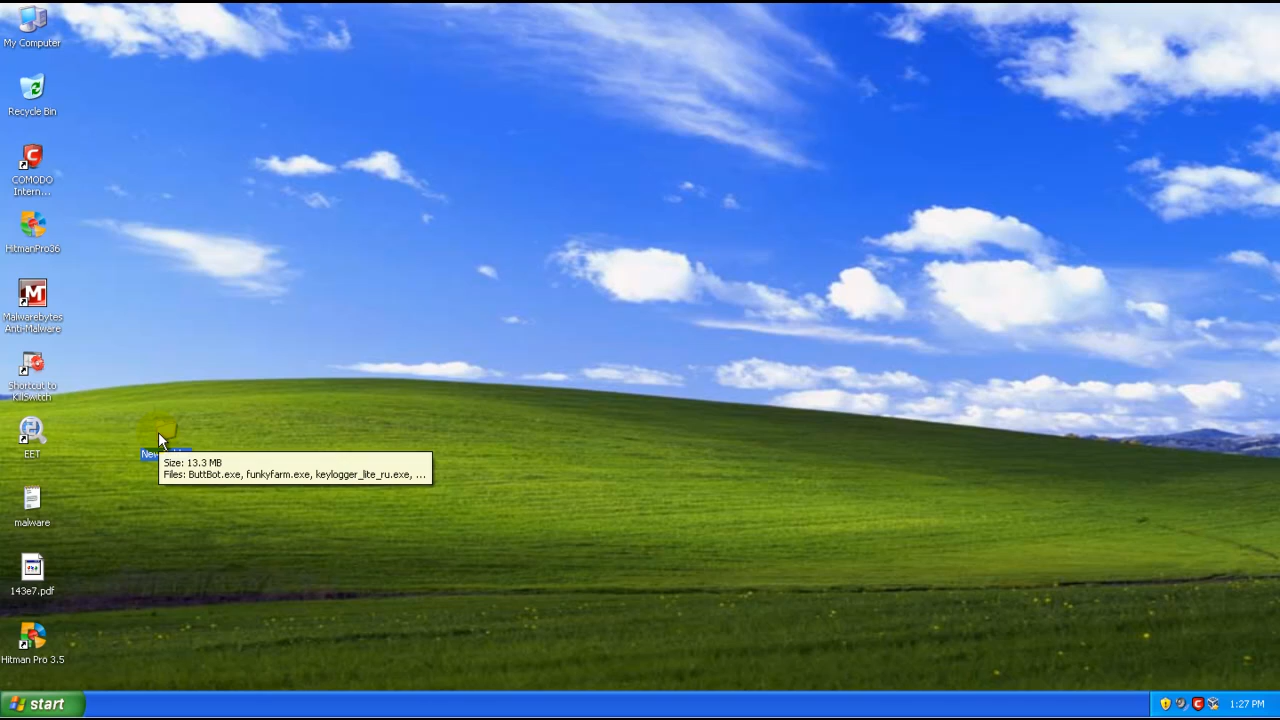 My Computer
Recycle Bin
COMODO
Intern...
HitmanPro36
Malwarebytes
Anti-Malware
Shortcut to
KillSwitch
EET
New
Size: 13.3 MB
Files: ButtBot.exe, funkyfarm.exe, keylogger_lite_ru.exe, ...
malware
143e7.pdf
Hitman Pro 3.5
start
1:27 PM